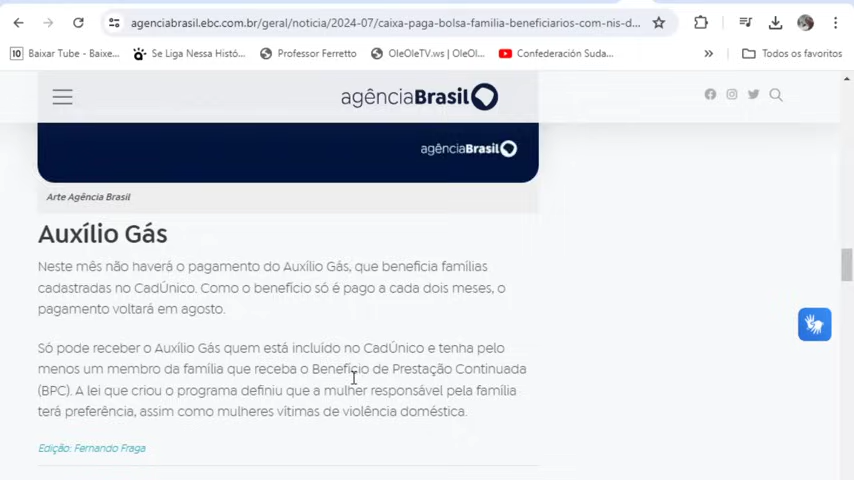 agenciabrasil.ebc.com.br/geral/noticia/2024-07/caixa-paga-bolsa-familia-beneficiarios-com-nis-d...
10 Baixar Tube - Baixe...
Se Liga Nessa Histó...
Professor Ferretto
OleOleTV.ws | OleOl...
Confederación Suda...
»
Todos os favoritos
agênciaBrasil
agênciaBrasil
Arte Agência Brasil
Auxílio Gás
Neste mês não haverá o pagamento do Auxílio Gás, que beneficia famílias
cadastradas no CadÚnico. Como o benefício só é pago a cada dois meses, o
pagamento voltará em agosto.
Só pode receber o Auxílio Gás quem está incluído no CadÚnico e tenha pelo
menos um membro da família que receba o Benefício de Prestação Continuada
(BPC). A lei que criou o programa definiu que a mulher responsável pela família
terá preferência, assim como mulheres vítimas de violência doméstica.
Edição: Fernando Fraga